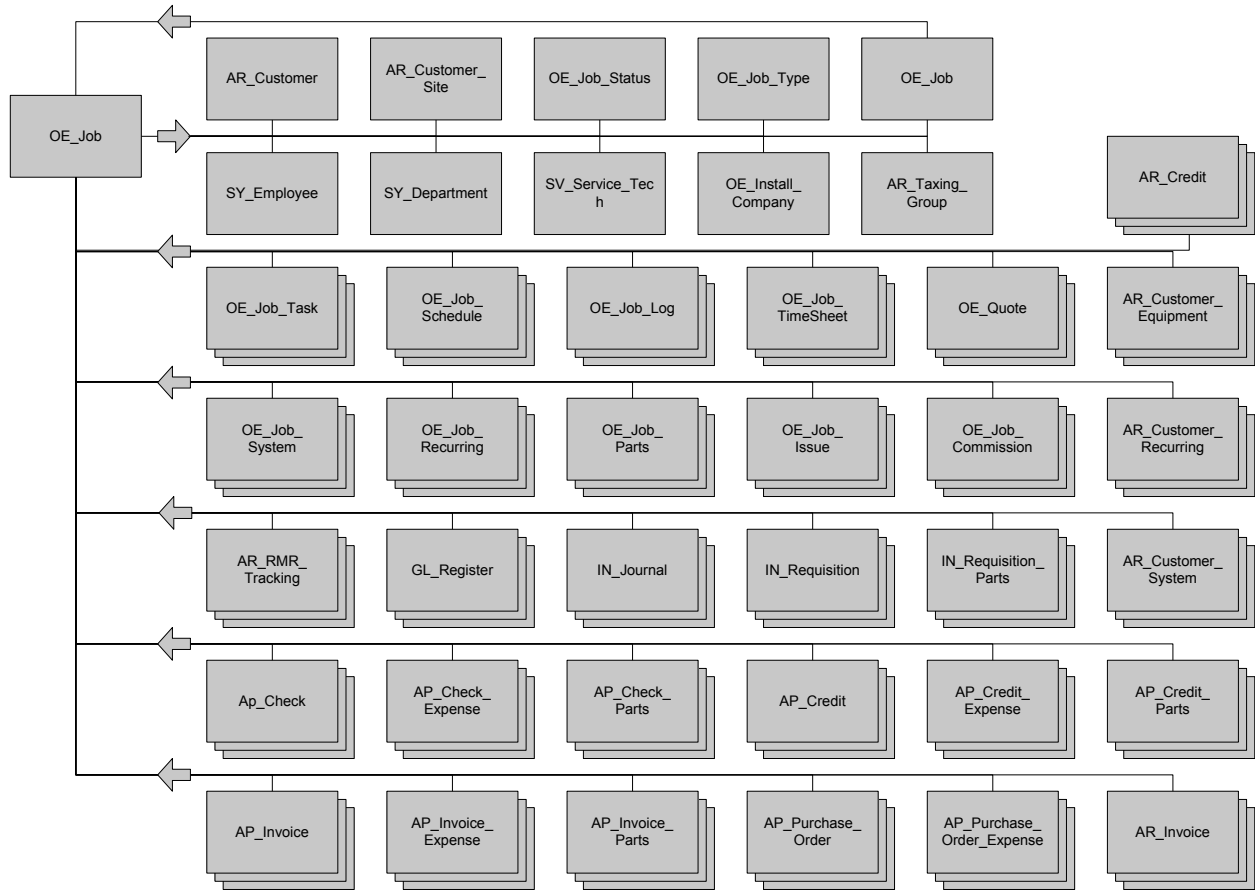 AR_Customer
AR_Customer_
Site
OE_Job_Status
OE_Job_Type
OE_Job
OE_Job
SY_Employee
SY_Department
SV_Service_Tec
h
OE_Install_
Company
AR_Taxing_
Group
AR_Credit
OE_Job_Task
OE_Job_
Schedule
OE_Job_Log
OE_Job_
TimeSheet
OE_Quote
AR_Customer_
Equipment
OE_Job_
System
OE_Job_
Recurring
OE_Job_
Parts
OE_Job_
Issue
OE_Job_
Commission
AR_Customer_
Recurring
AR_RMR_
Tracking
GL_Register
IN_Journal
IN_Requisition
IN_Requisition_
Parts
AR_Customer_
System
Ap_Check
AP_Check_
Expense
AP_Check_
Parts
AP_Credit
AP_Credit_
Expense
AP_Credit_
Parts
AP_Invoice
AP_Invoice_
Expense
AP_Invoice_
Parts
AP_Purchase_
Order
AP_Purchase_
Order_Expense
AR_Invoice